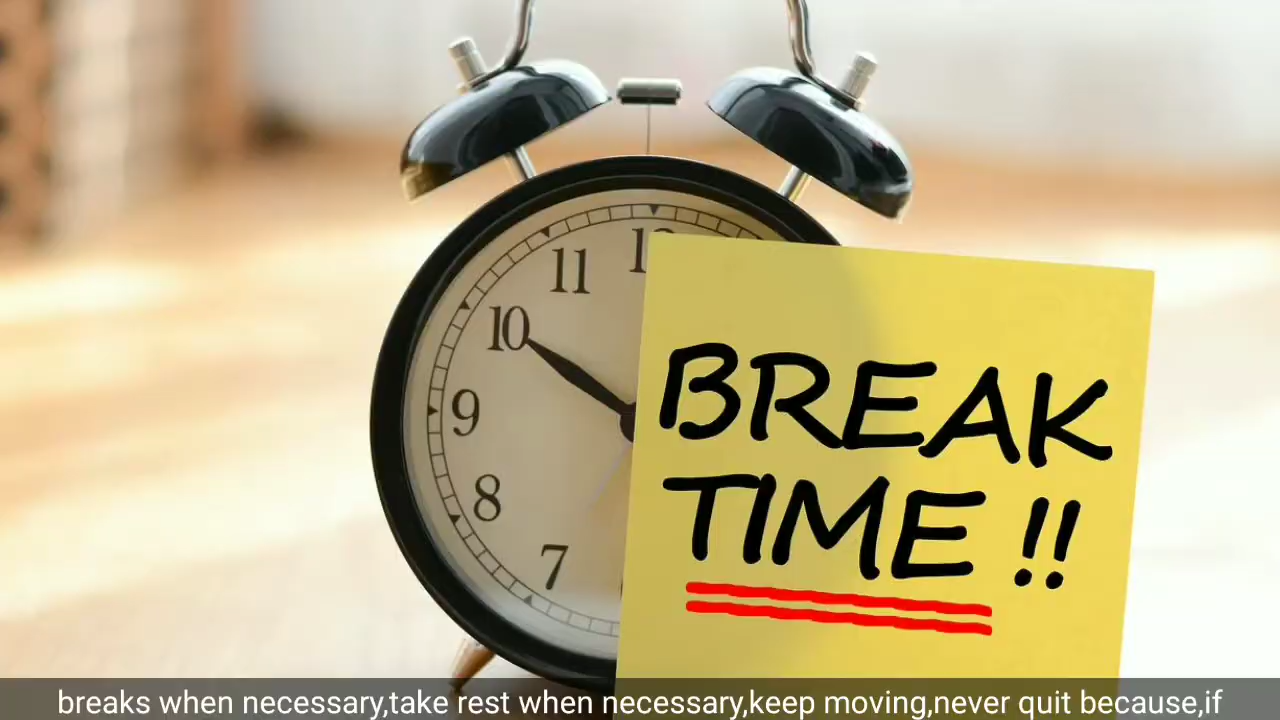 11
10
9
8
7
BREAK
TIME !!
breaks when necessary,take rest when necessary,keep moving,never quit because,if